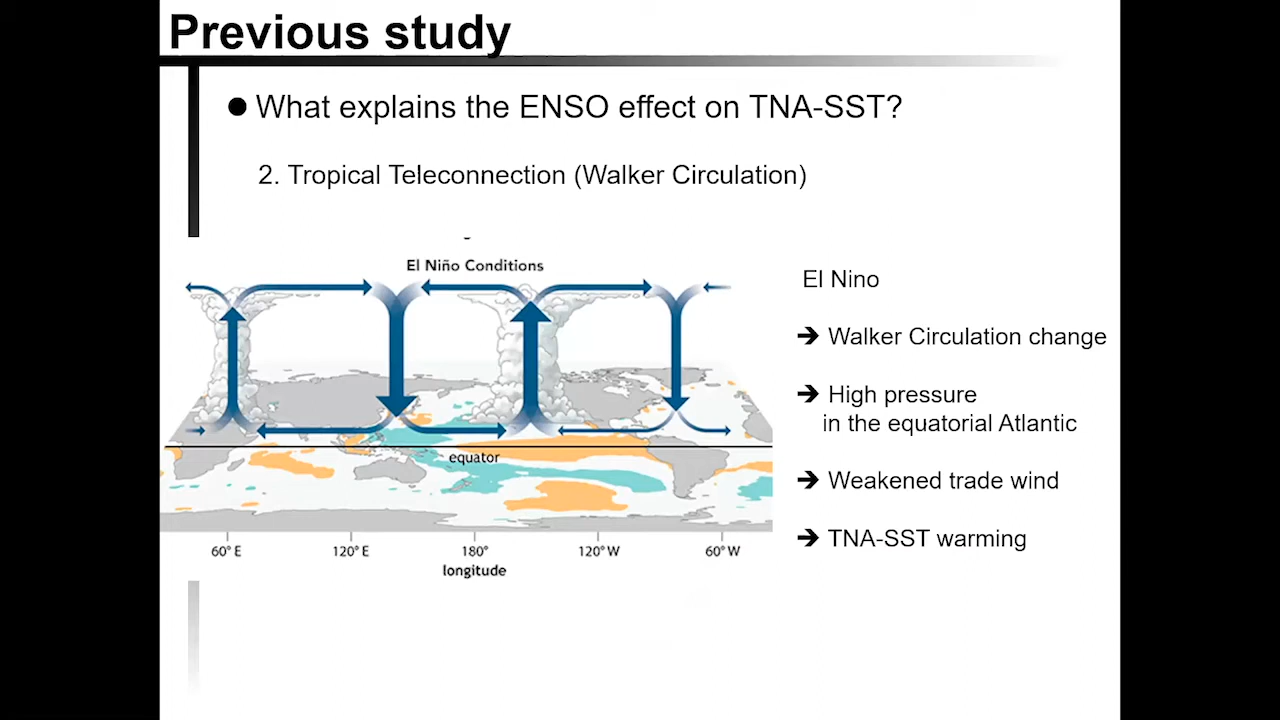 Previous study
● What explains the ENSO effect on TNA-SST?
2. Tropical Teleconnection (Walker Circulation)
El Niño Conditions
equator
60° E 120° E 180° 120° W 60° W
longitude
El Nino
➔ Walker Circulation change
➔ High pressure
in the equatorial Atlantic
➔ Weakened trade wind
➔ TNA-SST warming